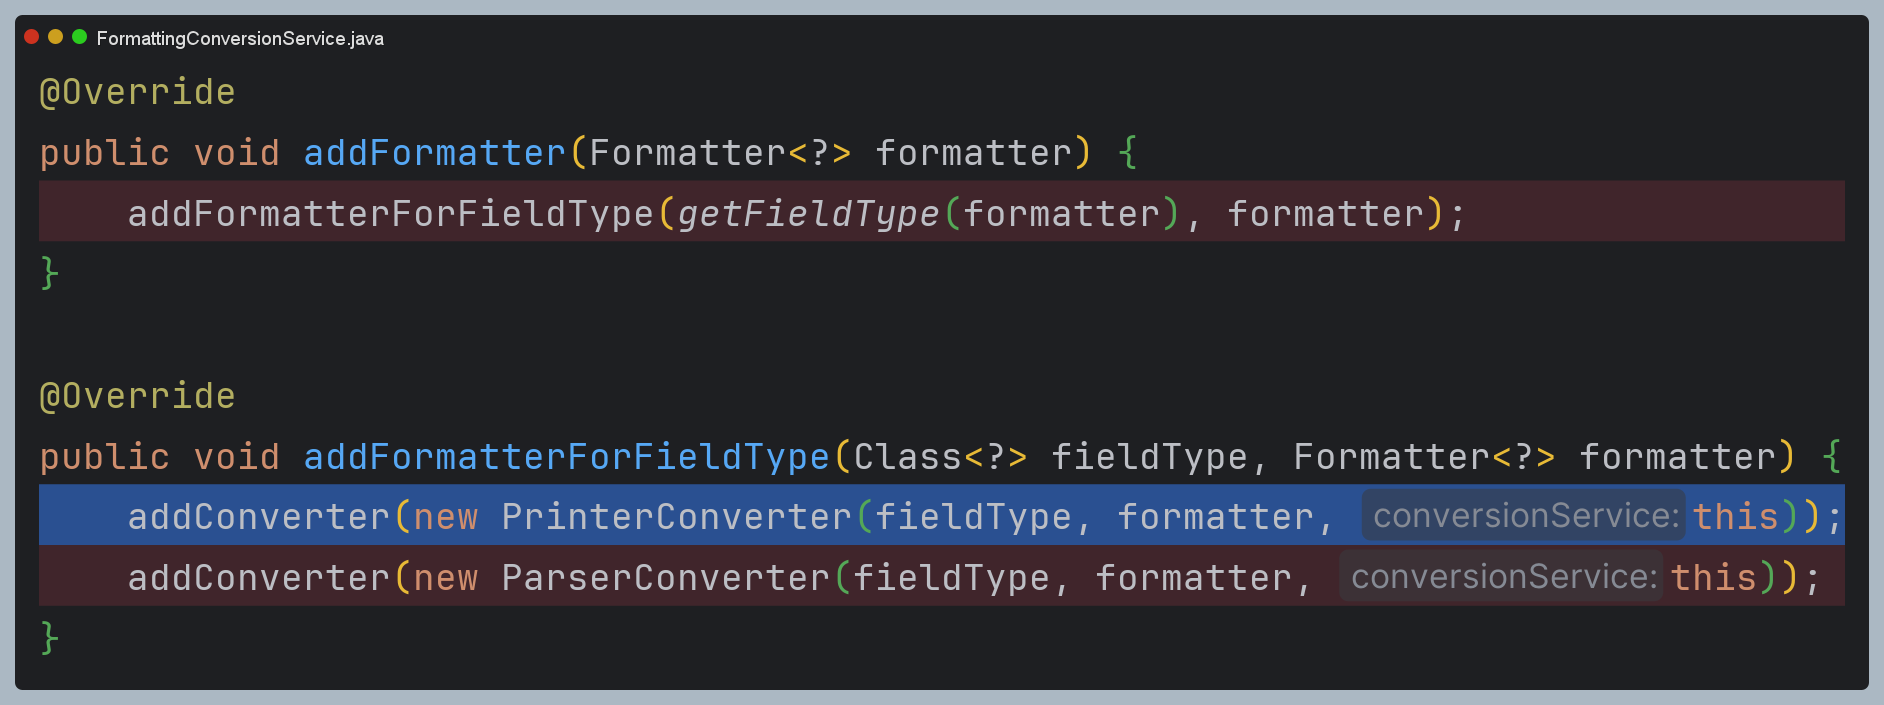 FormattingConversionService.java
@Override
public void addFormatter(Formatter<?> formatter) {
    addFormatterForFieldType(getFieldType(formatter), formatter);
}
@Override
public void addFormatterForFieldType(Class<?> fieldType, Formatter<?> formatter) {
    addConverter(new PrinterConverter(fieldType, formatter, conversionService: this));
    addConverter(new ParserConverter(fieldType, formatter, conversionService: this));
}